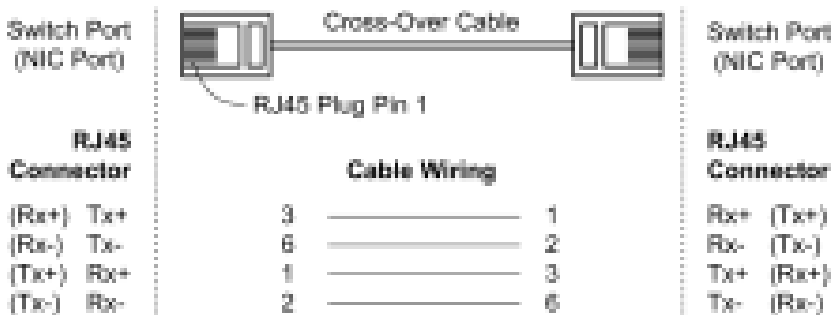 Switch Port Cross-Over Cable Switch Port
(NIC Port) (NIC Port)
RJ45 Plug Pin 1
RJ45 RJ45
Connector Cable Wiring Connector
(Rx+) Tx+ 3 1 Rx+ (Tx+)
(Rx-) Tx- 6 2 Rx- (Tx-)
(Tx+) Rx+ 1 3 Tx+ (Rx+)
(Tx-) Rx- 2 6 Tx- (Rx-)